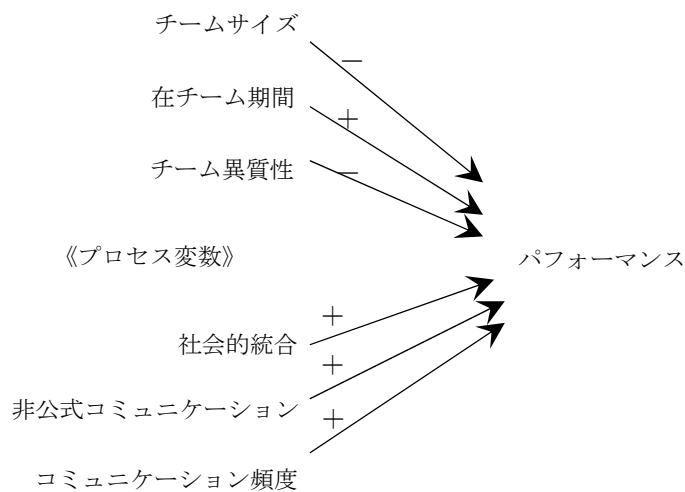 チームサイズ
－
在チーム期間
＋
チーム異質性
－
《プロセス変数》
パフォーマンス
＋
社会的統合
＋
非公式コミュニケーション
＋
コミュニケーション頻度